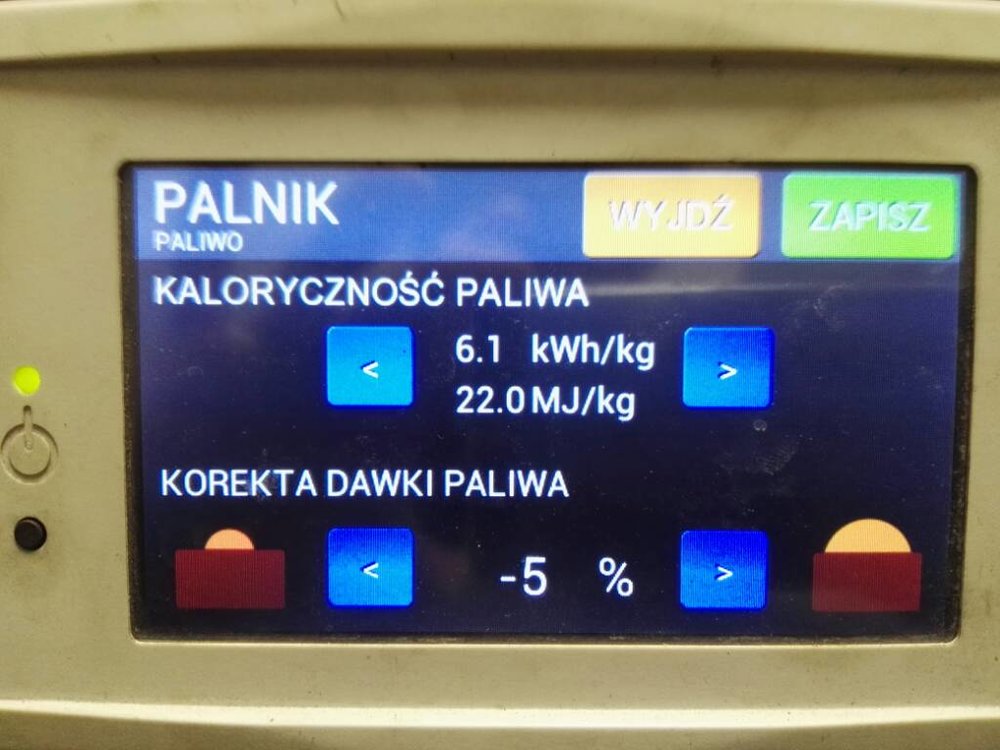 PALNIK
PALIWO
WYJDŹ
ZAPISZ
KALORYCZNOŚĆ PALIWA
< 6.1 kWh/kg >
22.0 MJ/kg
KOREKTA DAWKI PALIWA
< -5 % >